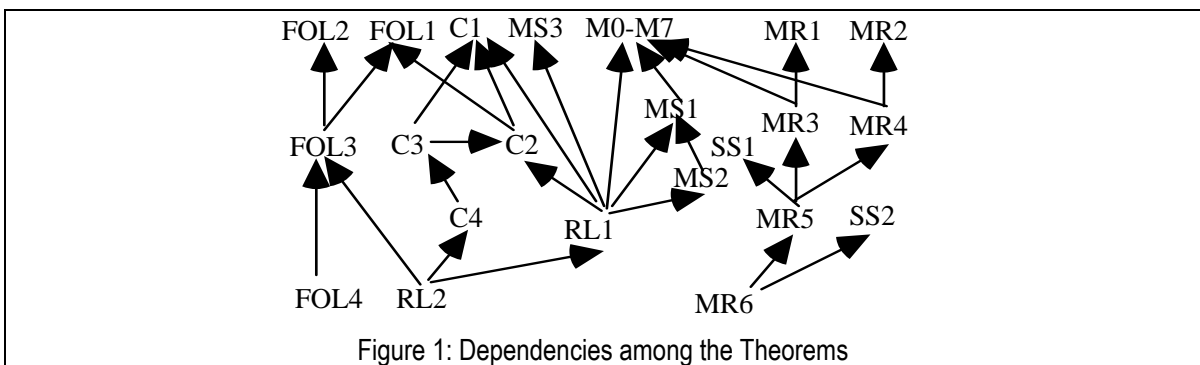 FOL2 FOL1 C1 MS3 M0-M7 MR1 MR2
MS1 MR3 MR4
FOL3 C3 C2 SS1
MS2
C4 RL1 MR5 SS2
FOL4 RL2 MR6
Figure 1: Dependencies among the Theorems